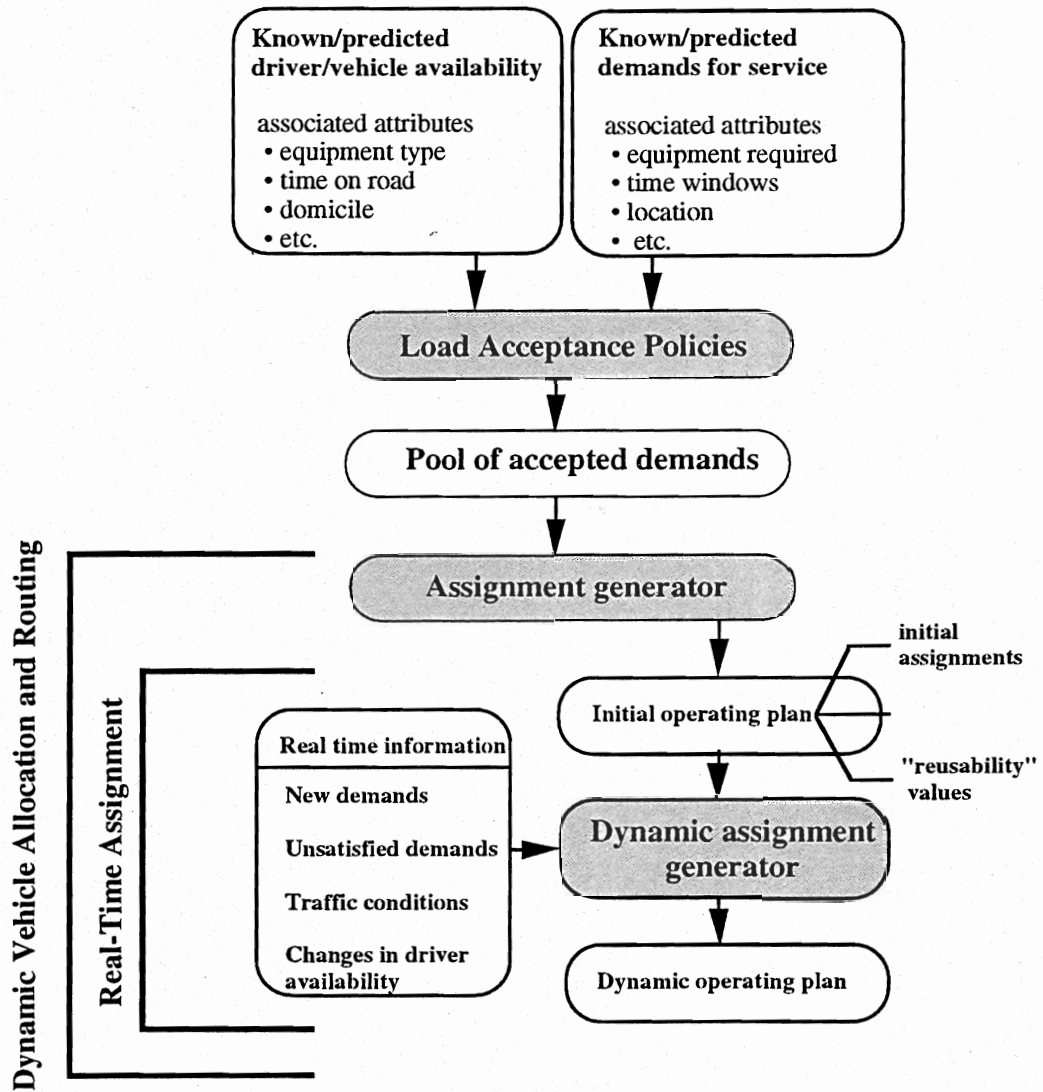 Known/predicted
driver/vehicle availability
associated attributes
• equipment type
• time on road
• domicile
• etc.
Known/predicted
demands for service
associated attributes
• equipment required
• time windows
• location
• etc.
Load Acceptance Policies
Pool of accepted demands
Assignment generator
initial
assignments
Initial operating plan
"reusability"
values
Real time information
New demands
Unsatisfied demands
Traffic conditions
Changes in driver
availability
Dynamic assignment
generator
Dynamic operating plan
Dynamic Vehicle Allocation and Routing
Real-Time Assignment